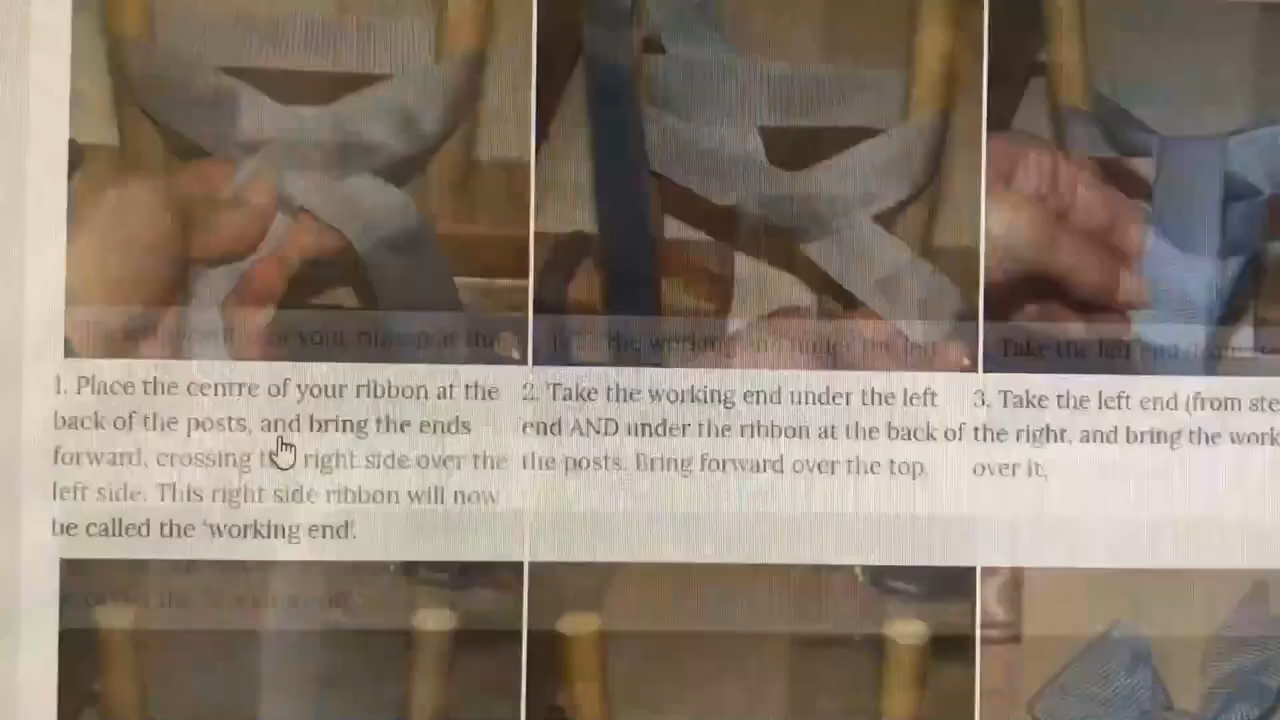 1. Place the centre of your ribbon at the
back of the posts, and bring the ends
forward, crossing right side over the
left side. This right side ribbon will now
be called the 'working end'.
2. Take the working end under the left
end AND under the ribbon at the back of
the posts. Bring forward over the top.
3. Take the left end (from
the right, and bring the
over it.